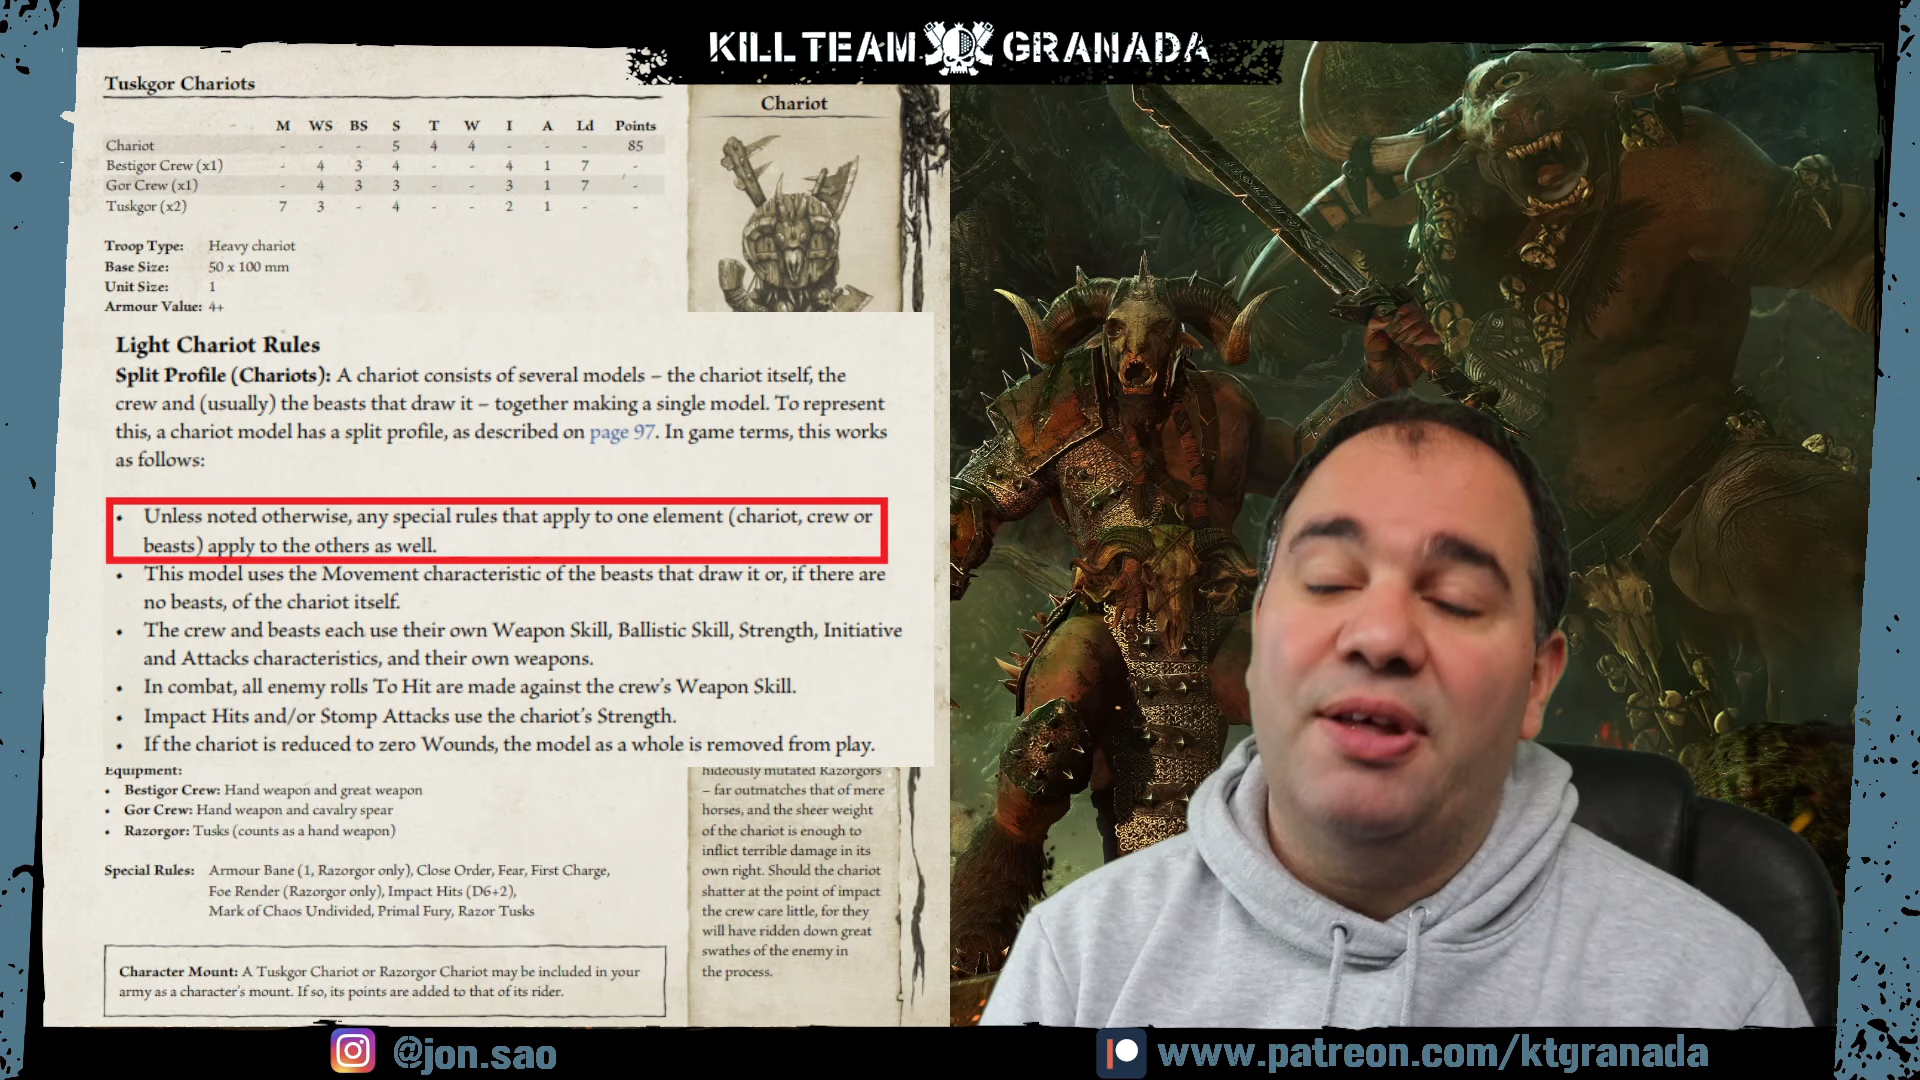 KILL TEAM GRANADA
Tuskgor Chariots
M WS BS S T W I A Ld Points
Chariot - - - 5 4 4 - - - 85
Bestigor Crew (x1) - 4 3 4 - - 4 1 7 -
Gor Crew (x1) - 4 3 3 - - 3 1 7 -
Tuskgor (x2) 7 3 - 4 - - 2 1 - -
Troop Type: Heavy chariot
Base Size: 50 x 100 mm
Unit Size: 1
Armour Value: 4+
Chariot
Light Chariot Rules
Split Profile (Chariots): A chariot consists of several models – the chariot itself, the
crew and (usually) the beasts that draw it – together making a single model. To represent
this, a chariot model has a split profile, as described on page 97. In game terms, this works
as follows:
• Unless noted otherwise, any special rules that apply to one element (chariot, crew or
beasts) apply to the others as well.
• This model uses the Movement characteristic of the beasts that draw it or, if there are
no beasts, of the chariot itself.
• The crew and beasts each use their own Weapon Skill, Ballistic Skill, Strength, Initiative
and Attacks characteristics, and their own weapons.
• In combat, all enemy rolls To Hit are made against the crew's Weapon Skill.
• Impact Hits and/or Stomp Attacks use the chariot's Strength.
• If the chariot is reduced to zero Wounds, the model as a whole is removed from play.
Equipment:
• Bestigor Crew: Hand weapon and great weapon
• Gor Crew: Hand weapon and cavalry spear
• Razorgor: Tusks (counts as a hand weapon)
Special Rules: Armour Bane (1, Razorgor only), Close Order, Fear, First Charge,
Foe Render (Razorgor only), Impact Hits (D6+2),
Mark of Chaos Undivided, Primal Fury, Razor Tusks
Character Mount: A Tuskgor Chariot or Razorgor Chariot may be included in your
army as a character's mount. If so, its points are added to that of its rider.
hideously mutated Razorgors
– far outmatches that of mere
horses, and the sheer weight
of the chariot is enough to
inflict terrible damage in its
own right. Should the chariot
shatter at the point of impact
the crew care little, for they
will have ridden down great
swathes of the enemy in
the process.
@jon.sao
www.patreon.com/ktgranada